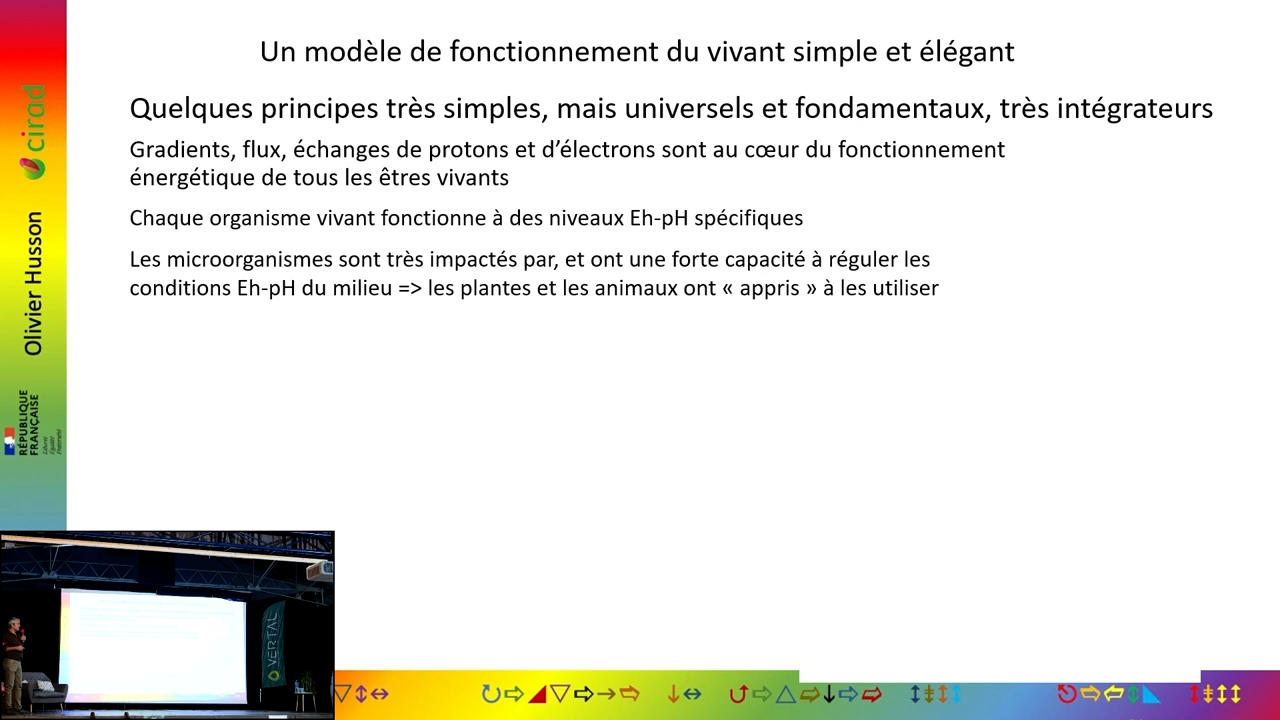 Un modèle de fonctionnement du vivant simple et élégant
Quelques principes très simples, mais universels et fondamentaux, très intégrateurs
Gradients, flux, échanges de protons et d’électrons sont au cœur du fonctionnement
énergétique de tous les êtres vivants
Chaque organisme vivant fonctionne à des niveaux Eh-pH spécifiques
Les microorganismes sont très impactés par, et ont une forte capacité à réguler les
conditions Eh-pH du milieu => les plantes et les animaux ont « appris » à les utiliser
cirad
Olivier Husson
RÉPUBLIQUE
FRANÇAISE
Liberté
Égalité
Fraternité
VERTAL